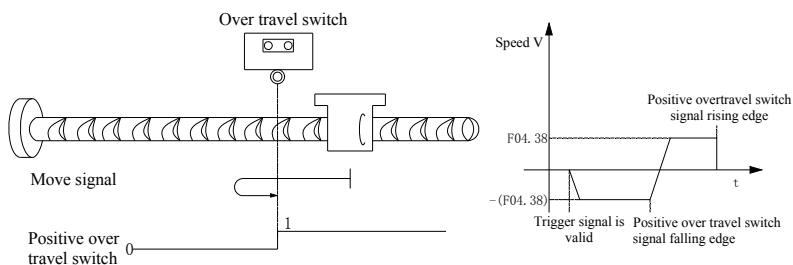 Over travel switch
Move signal
1
Positive over
travel switch
0
Speed V
Positive overtravel switch
signal rising edge
F04.38
t
-(F04.38)
Trigger signal is
valid
Positive over travel switch
signal falling edge